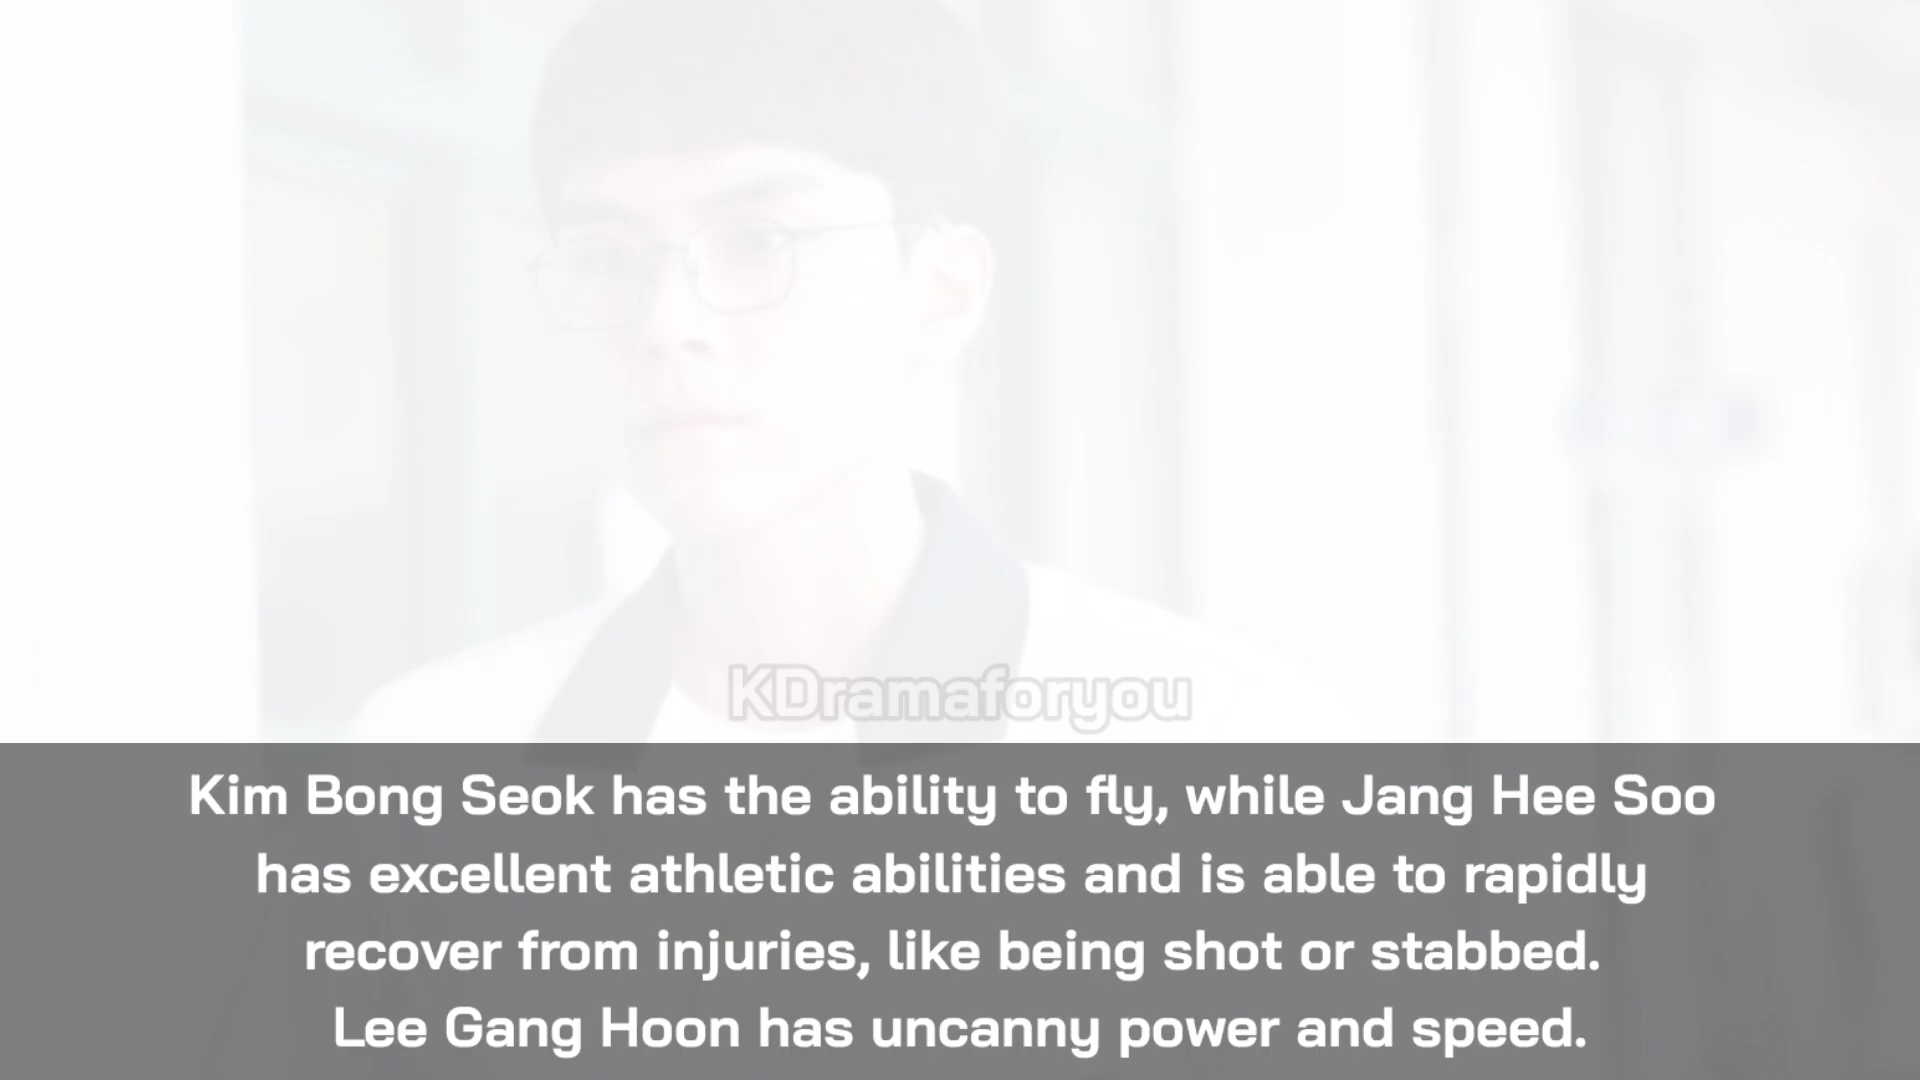 KDramaforyou
Kim Bong Seok has the ability to fly, while Jang Hee Soo
has excellent athletic abilities and is able to rapidly
recover from injuries, like being shot or stabbed.
Lee Gang Hoon has uncanny power and speed.